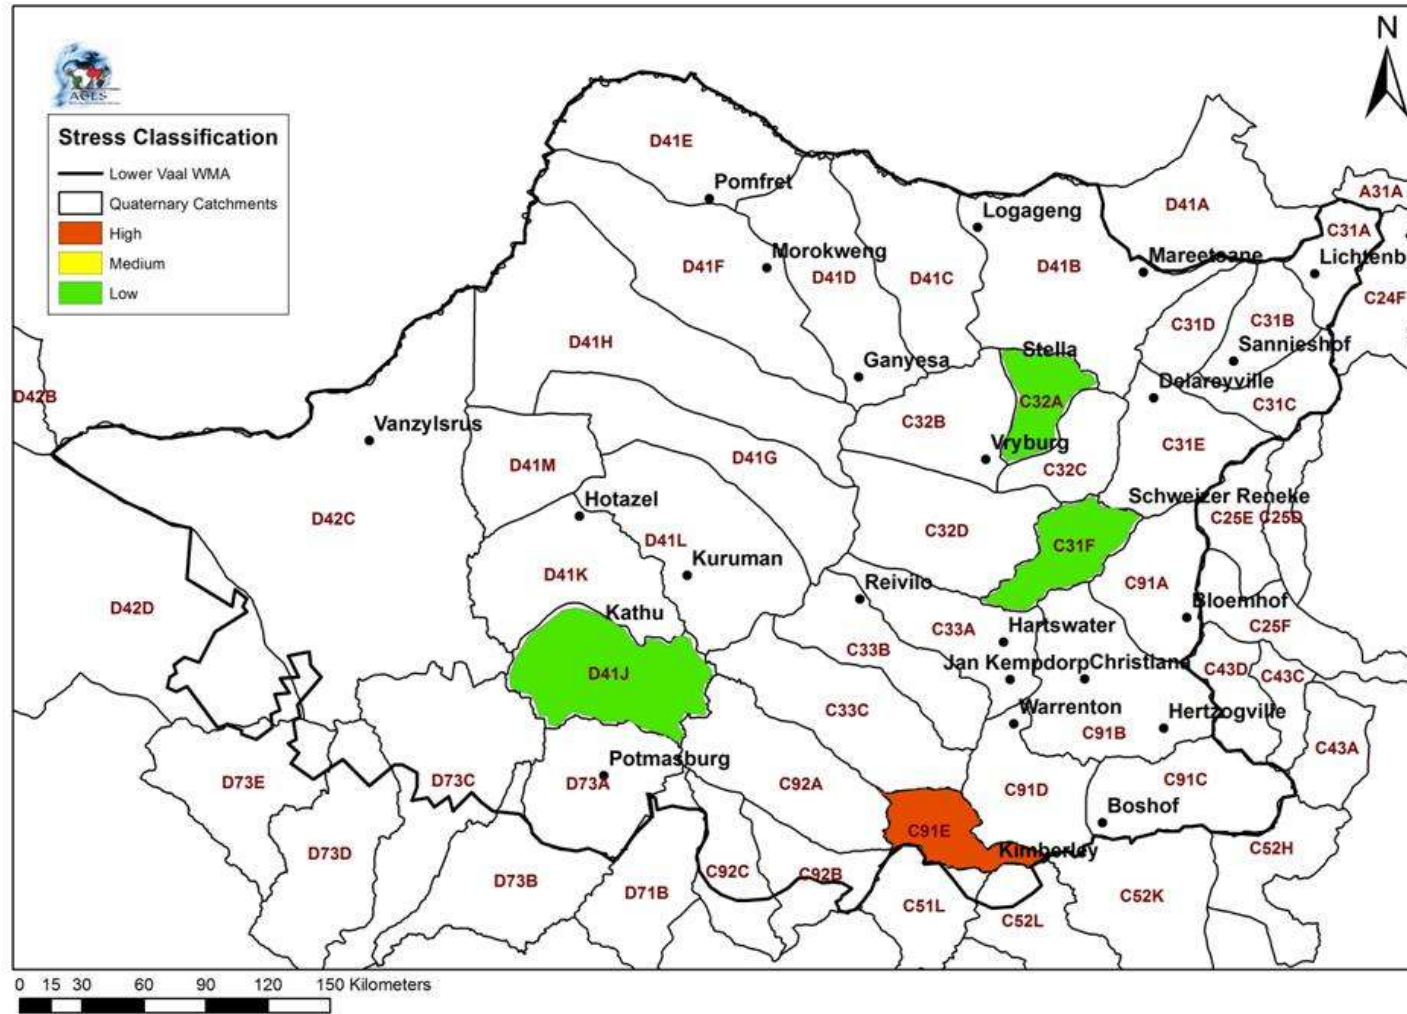 N
AGES
Stress Classification
Lower Vaal WMA
Quaternary Catchments
High
Medium
Low
D41E
Pomfret
A31A
D41A
C31A
Logageng
Morokweng
D41F
D41D
D41C
D41B
Mareetsane
Lichtenb
C24F
C31D
C31B
D41H
Stella
Sannieshof
Ganyesa
Delareyville
D42B
C32A
C31C
Vanzylsrus
C32B
Vryburg
C31E
D41M
D41G
C32C
Hotazel
Schweizer Reneke
D42C
C25E
C25D
D41L
C32D
C31F
Kuruman
D41K
Reivilo
C91A
D42D
Kathu
Bloemhof
C33A
Hartswater
C25F
C33B
Jan Kempdorp
Christiana
C43D
C43C
D41J
C33C
Warrenton
Hertzogville
C91B
C43A
Potmasburg
D73E
D73C
D73A
C92A
C91D
C91C
Boshof
C91E
Kimberley
D73D
C52H
D73B
C92C
C92B
D71B
C51L
C52L
C52K
0 15 30 60 90 120 150 Kilometers